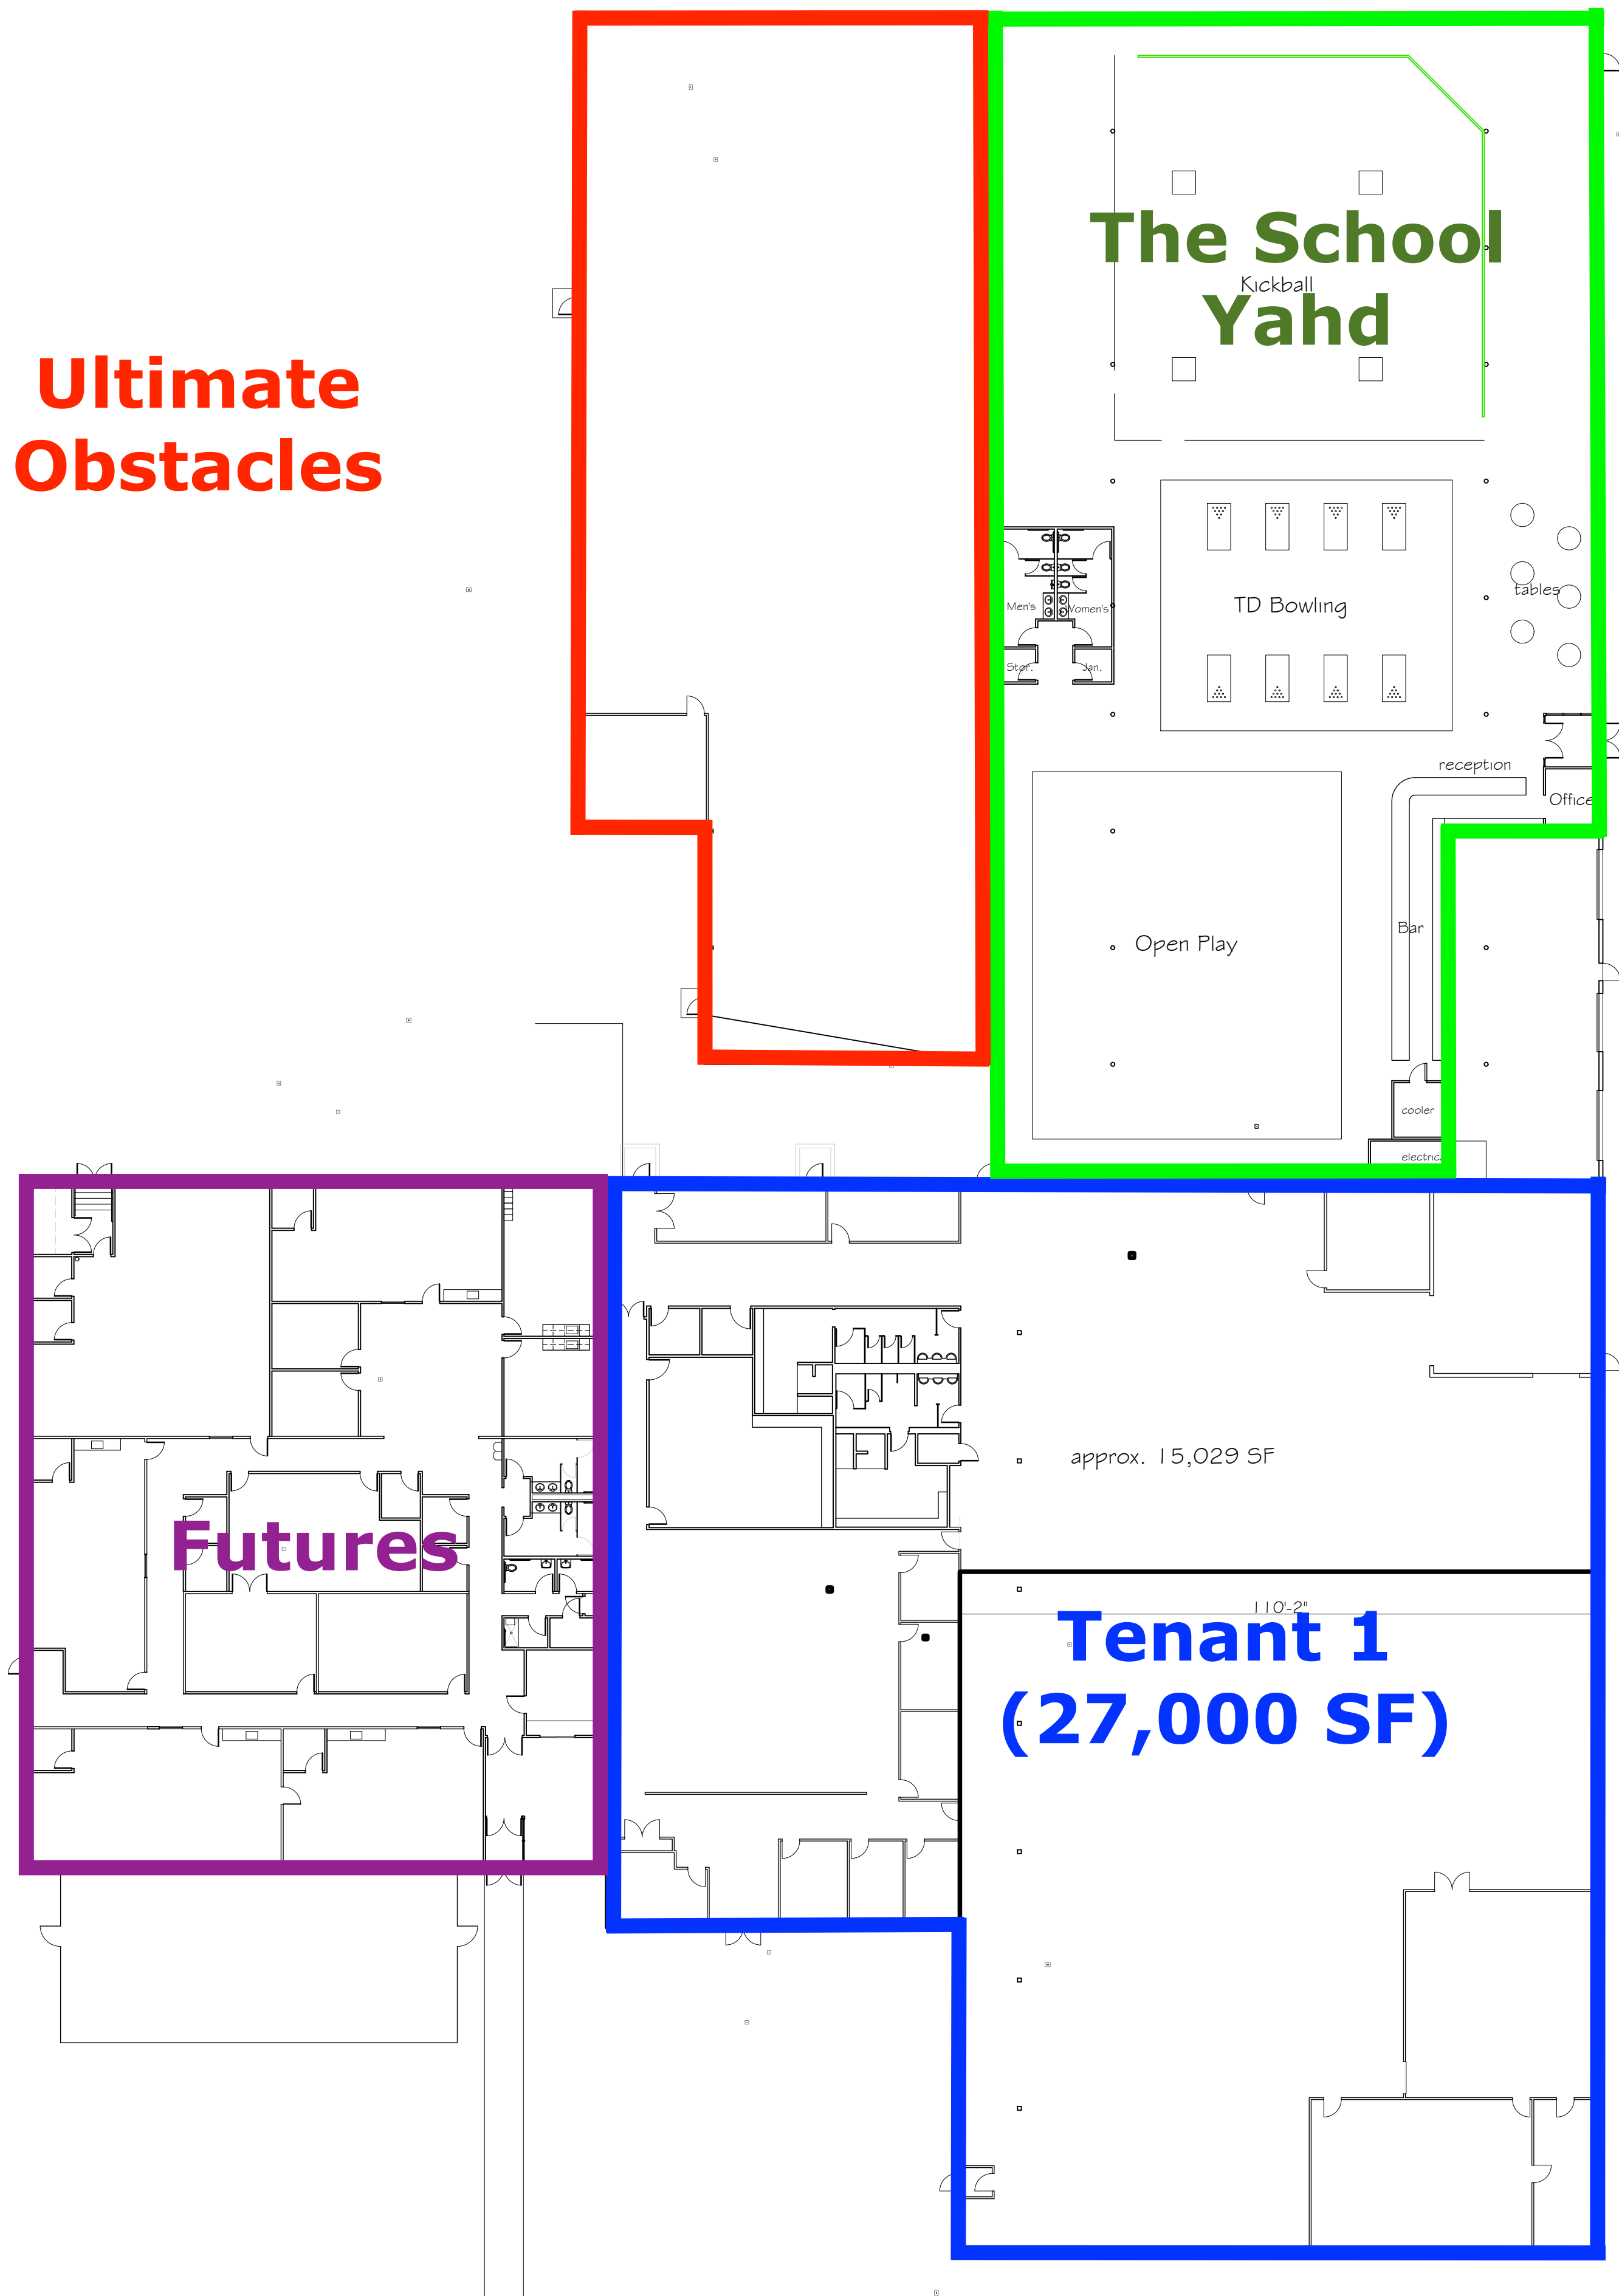 The School
Kickball
Yahd
Ultimate
Obstacles
tables
Men's
Women's
TD Bowling
Stor.
Jan.
reception
Office
Bar
Open Play
cooler
approx. 15,029 SF
Futures
110'-2"
Tenant 1
(27,000 SF)